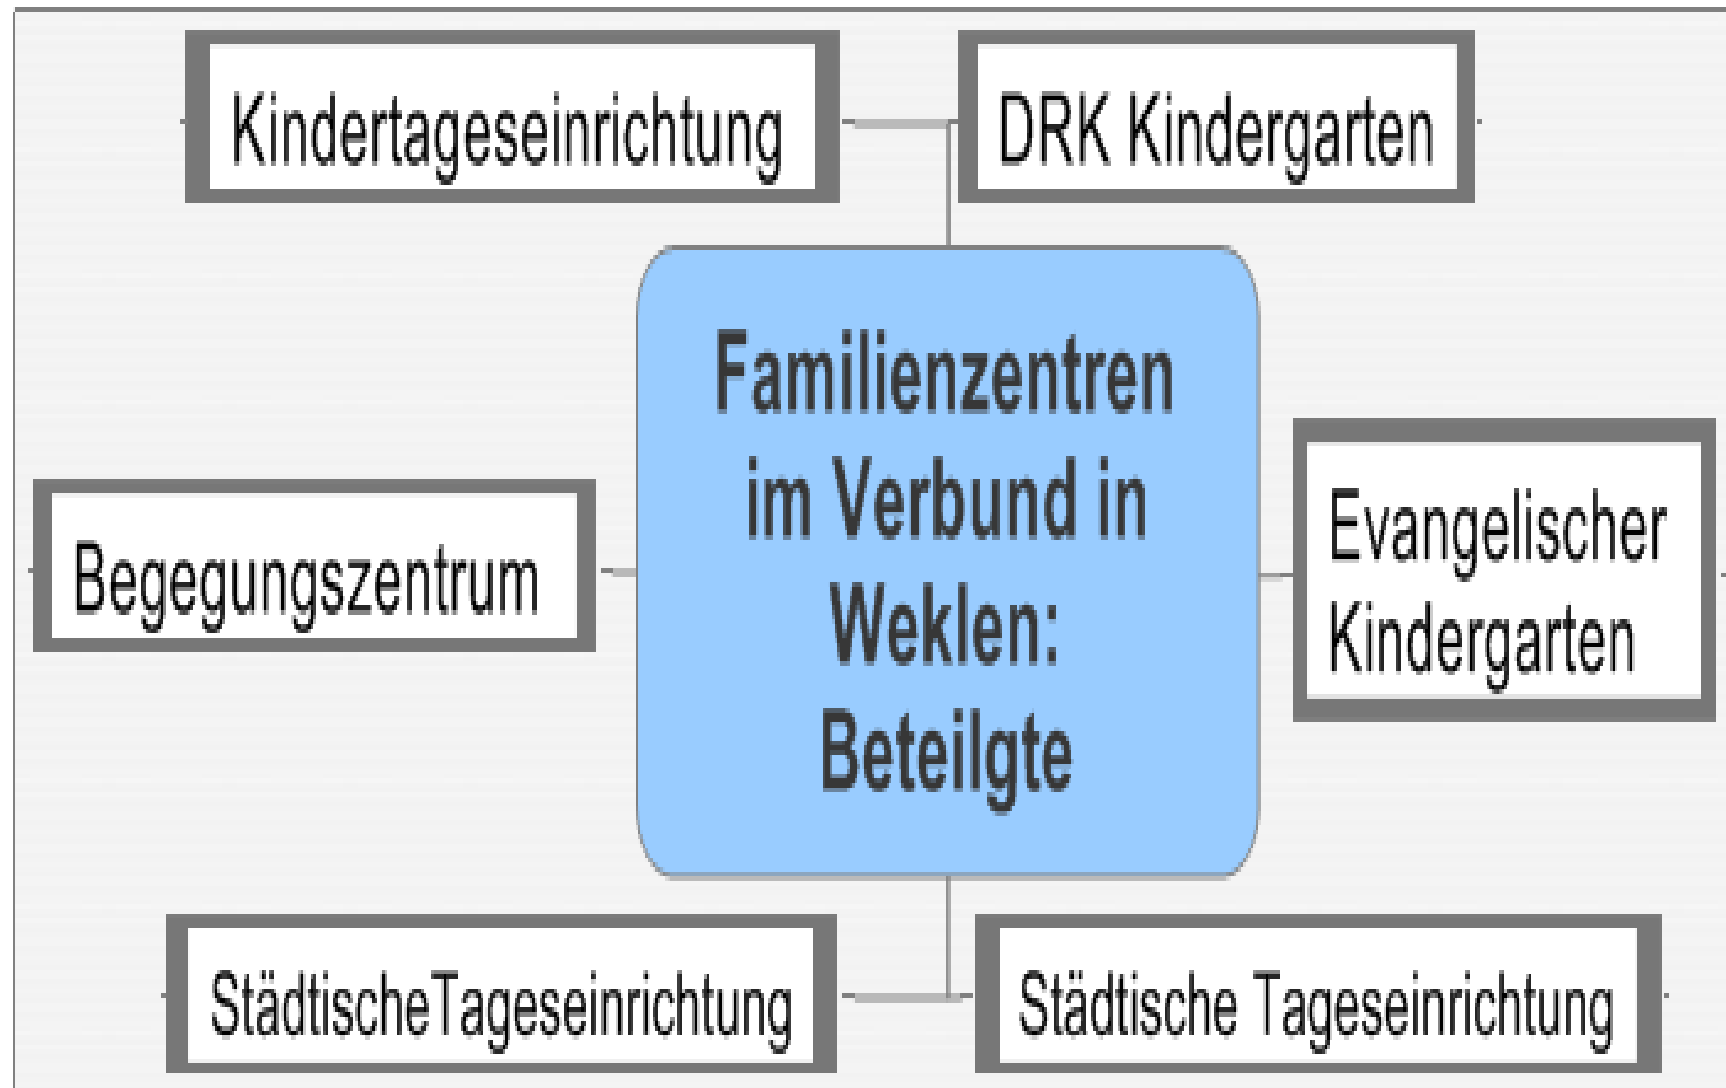 Kindertageseinrichtung
DRK Kindergarten
Familienzentren
im Verbund in
Weklen:
Beteilgte
Begegungszentrum
Evangelischer
Kindergarten
StädtischeTageseinrichtung
Städtische Tageseinrichtung